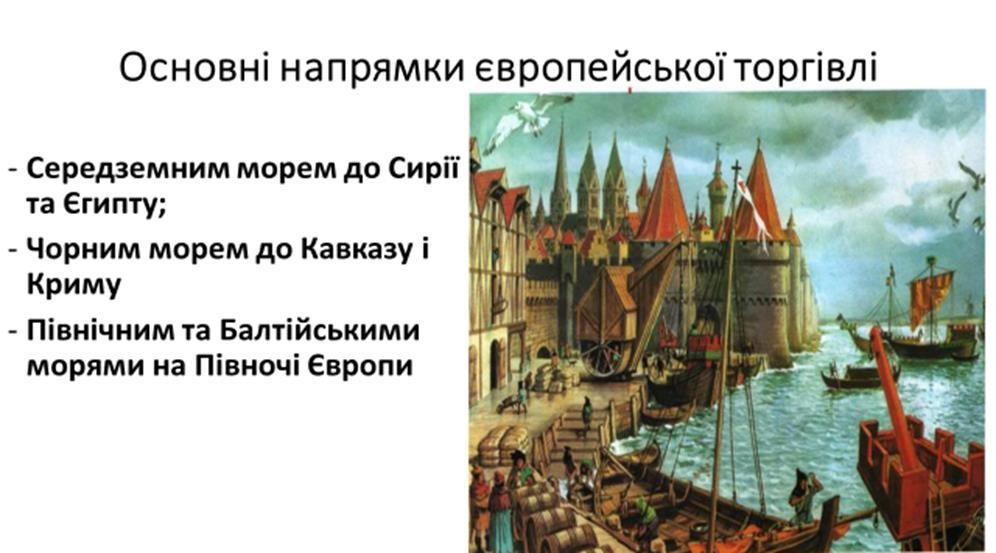 Основні напрямки європейської торгівлі
- Середземним морем до Сирії
та Єгипту;
- Чорним морем до Кавказу і
Криму
- Північним та Балтійськими
морями на Півночі Європи